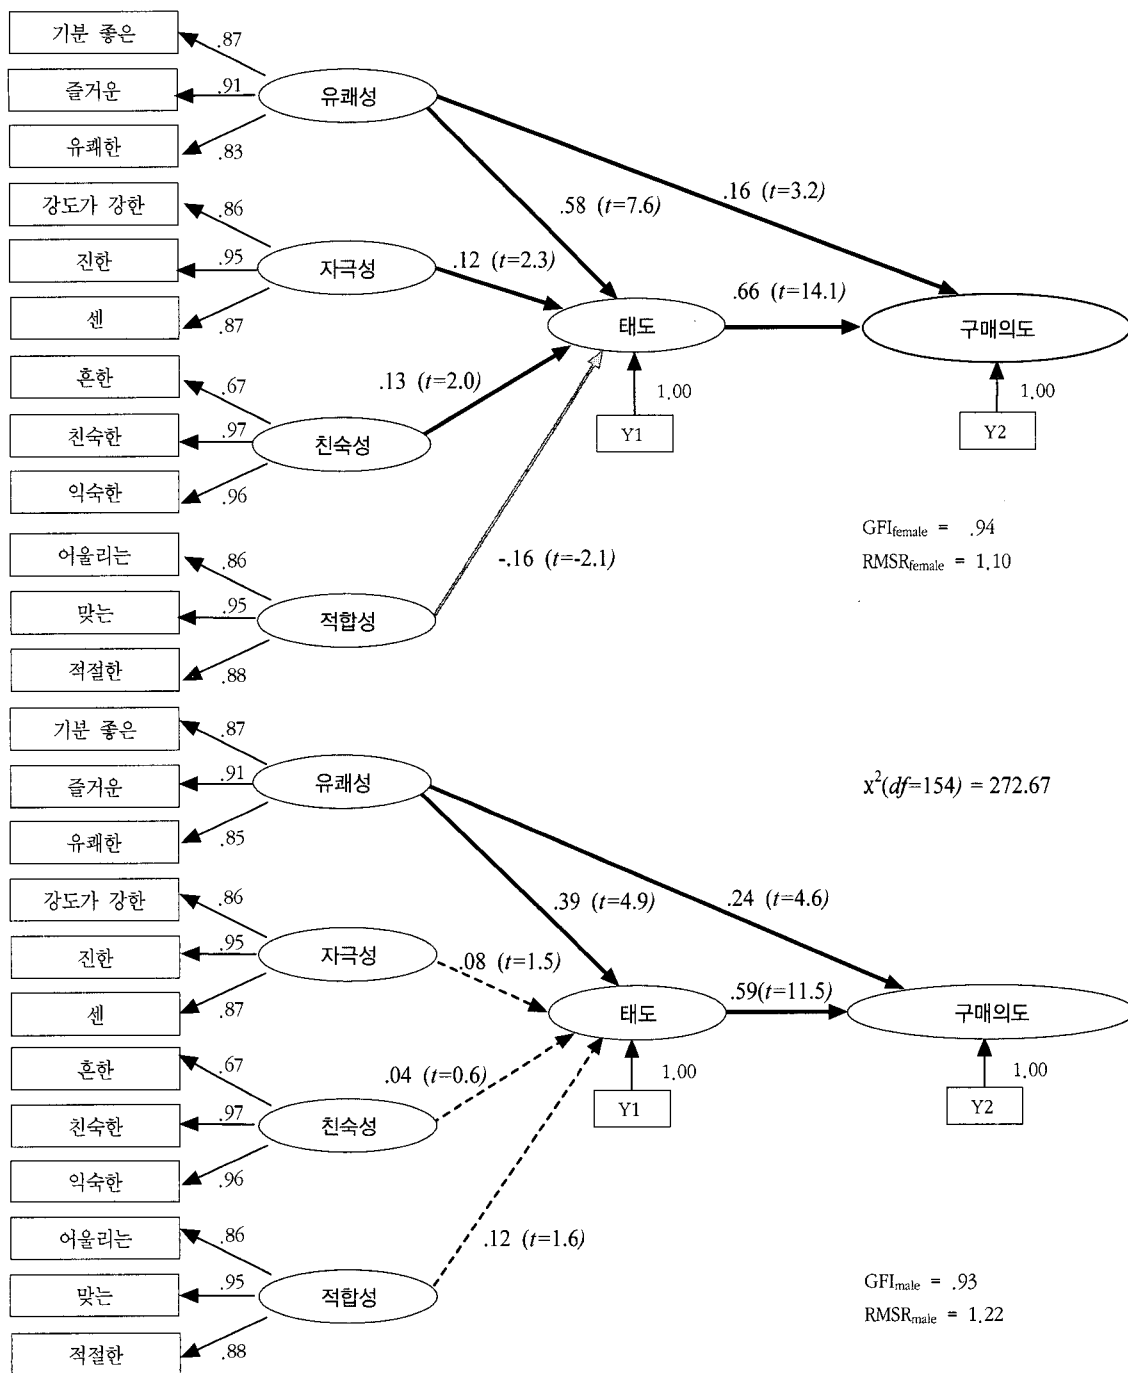 기분 좋은
.87
즐거운
.91
유쾌성
유쾌한
.83
강도가 강한
.86
.58 (t=7.6)
.16 (t=3.2)
진한
.95
자극성
.12 (t=2.3)
센
.87
태도
.66 (t=14.1)
구매의도
흔한
.67
.13 (t=2.0)
1.00
1.00
친숙한
.97
친숙성
Y1
Y2
익숙한
.96
GFIfemale = .94
어울리는
.86
-.16 (t=-2.1)
RMSRfemale = 1.10
맞는
.95
적합성
적절한
.88
기분 좋은
.87
즐거운
.91
유쾌성
x²(df=154) = 272.67
유쾌한
.85
강도가 강한
.86
.39 (t=4.9)
.24 (t=4.6)
진한
.95
자극성
.08 (t=1.5)
센
.87
태도
.59(t=11.5)
구매의도
흔한
.67
.04 (t=0.6)
1.00
1.00
친숙한
.97
친숙성
Y1
Y2
익숙한
.96
어울리는
.86
.12 (t=1.6)
맞는
.95
적합성
GFImale = .93
적절한
.88
RMSRmale = 1.22